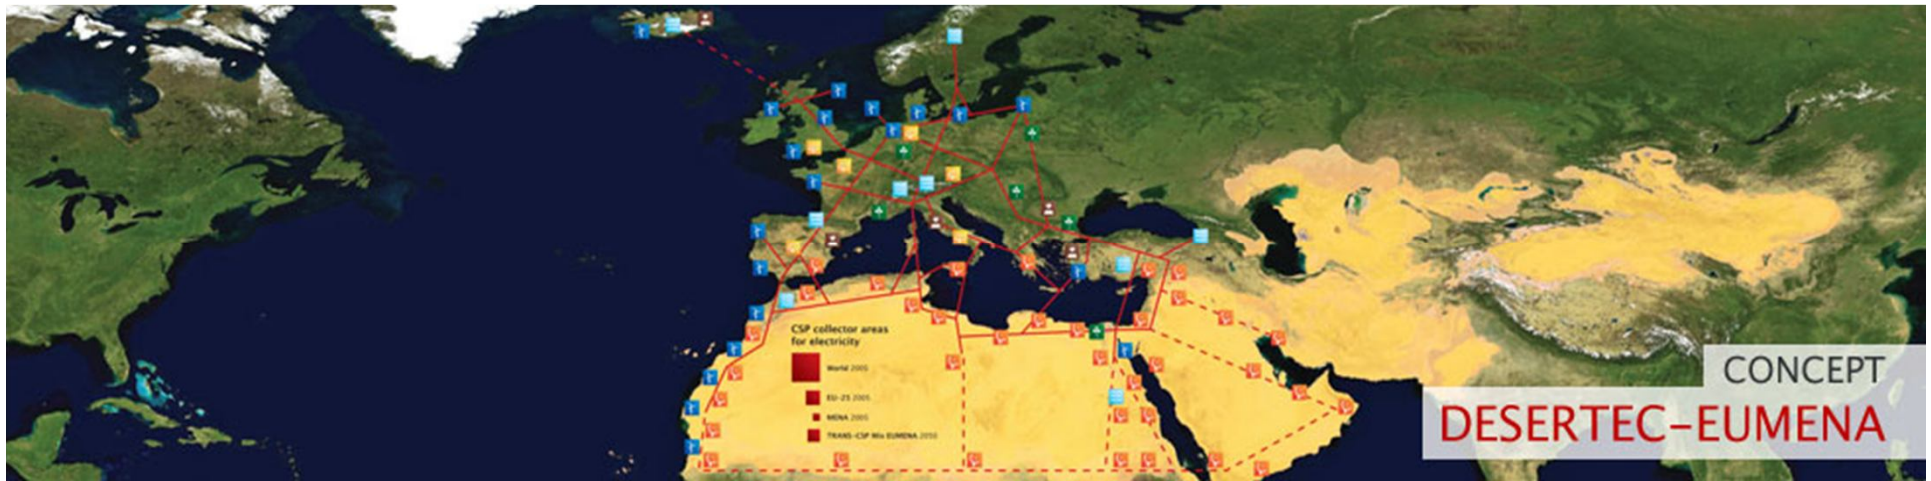 CSP collector areas
for electricity
World 2005
EU-25 2005
MENA 2005
TRANS-CSP Mix EUMENA 2050
CONCEPT
DESERTEC-EUMENA